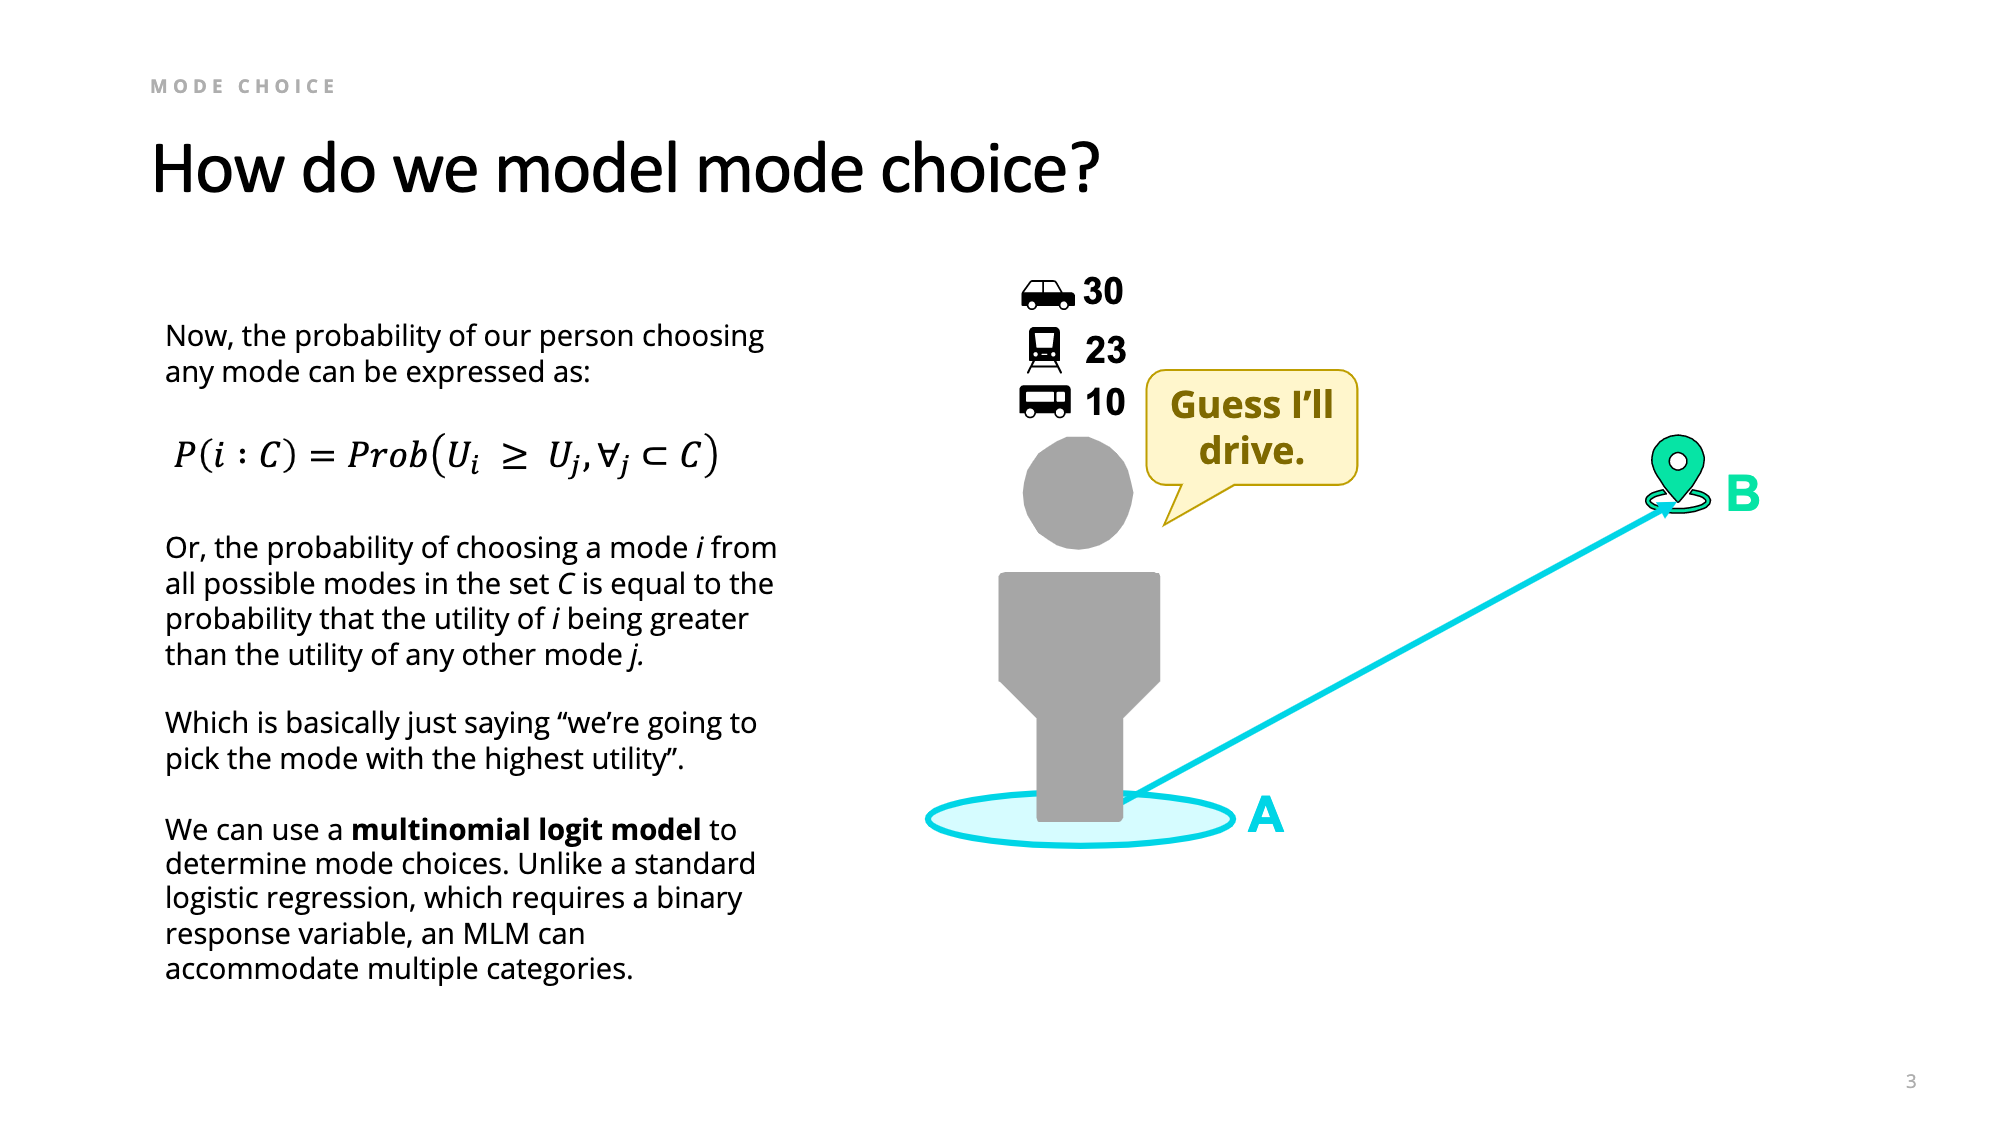 MODE CHOICE
How do we model mode choice?
Now, the probability of our person choosing
any mode can be expressed as:
P(i : C) = Prob(U_i ≥ U_j, ∀_j ⊂ C)
Or, the probability of choosing a mode i from
all possible modes in the set C is equal to the
probability that the utility of i being greater
than the utility of any other mode j.
Which is basically just saying “we’re going to
pick the mode with the highest utility”.
We can use a multinomial logit model to
determine mode choices. Unlike a standard
logistic regression, which requires a binary
response variable, an MLM can
accommodate multiple categories.
30
23
10
Guess I’ll
drive.
B
A
3